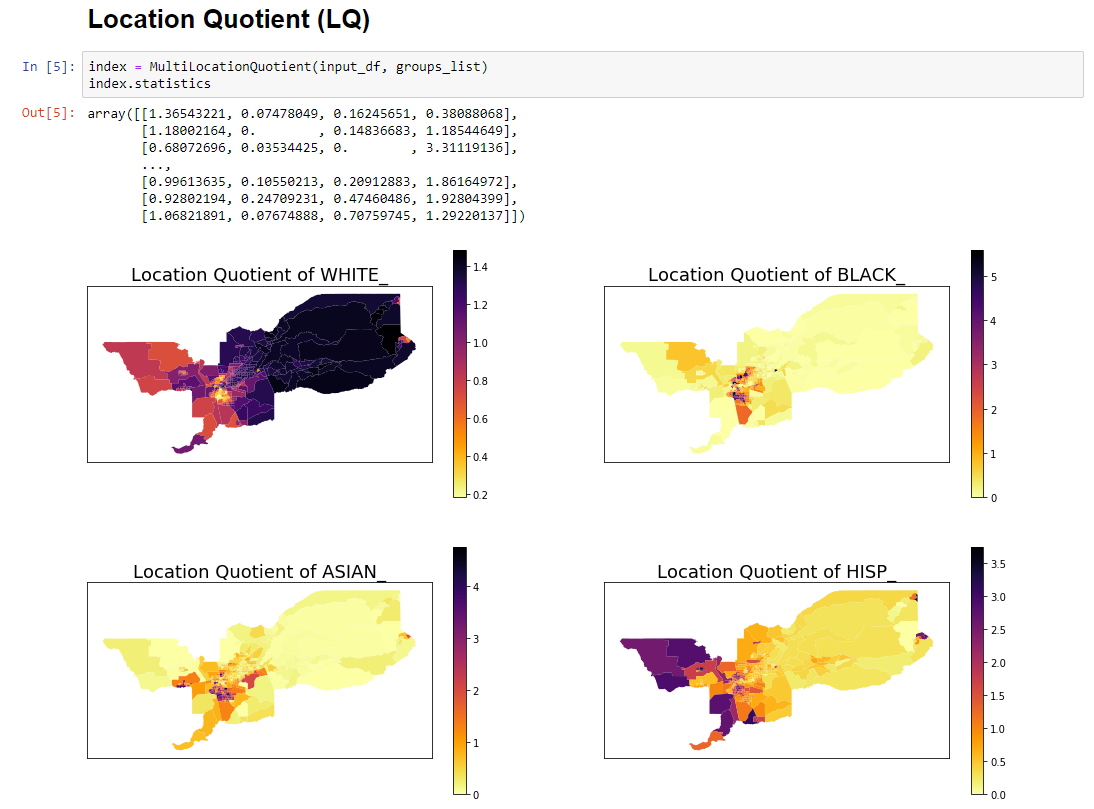 Location Quotient (LQ)
In [5]: index = MultiLocationQuotient(input_df, groups_list)
index.statistics
Out[5]: array([[1.36543221, 0.07478049, 0.16245651, 0.38088068],
[1.18002164, 0.        , 0.14836683, 1.18544649],
[0.68072696, 0.03534425, 0.        , 3.31119136],
...,
[0.99613635, 0.10550213, 0.20912883, 1.86164972],
[0.92802194, 0.24709231, 0.47460486, 1.92804399],
[1.06821891, 0.07674888, 0.70759745, 1.29220137]])
Location Quotient of WHITE_
1.4
1.2
1.0
0.8
0.6
0.4
0.2
Location Quotient of BLACK_
5
4
3
2
1
0
Location Quotient of ASIAN_
4
3
2
1
0
Location Quotient of HISP_
3.5
3.0
2.5
2.0
1.5
1.0
0.5
0.0